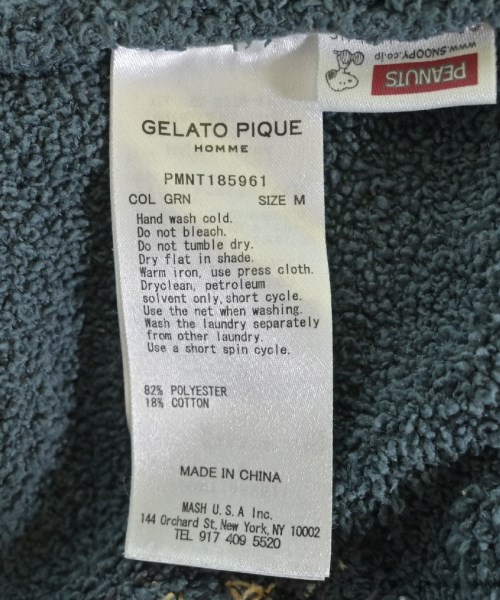 GELATO PIQUE
HOMME
PMNT185961
COL GRN SIZE M
Hand wash cold.
Do not bleach.
Do not tumble dry.
Dry flat in shade.
Warm iron, use press cloth.
Dryclean, petroleum
solvent only, short cycle.
Use the net when washing.
Wash the laundry separately
from other laundry.
Use a short spin cycle.
82% POLYESTER
18% COTTON
MADE IN CHINA
MASH U.S.A Inc.
144 Orchard St, New York, NY 10002
TEL 917 409 5520
PEANUTS
www.SNOOPY.co.jp